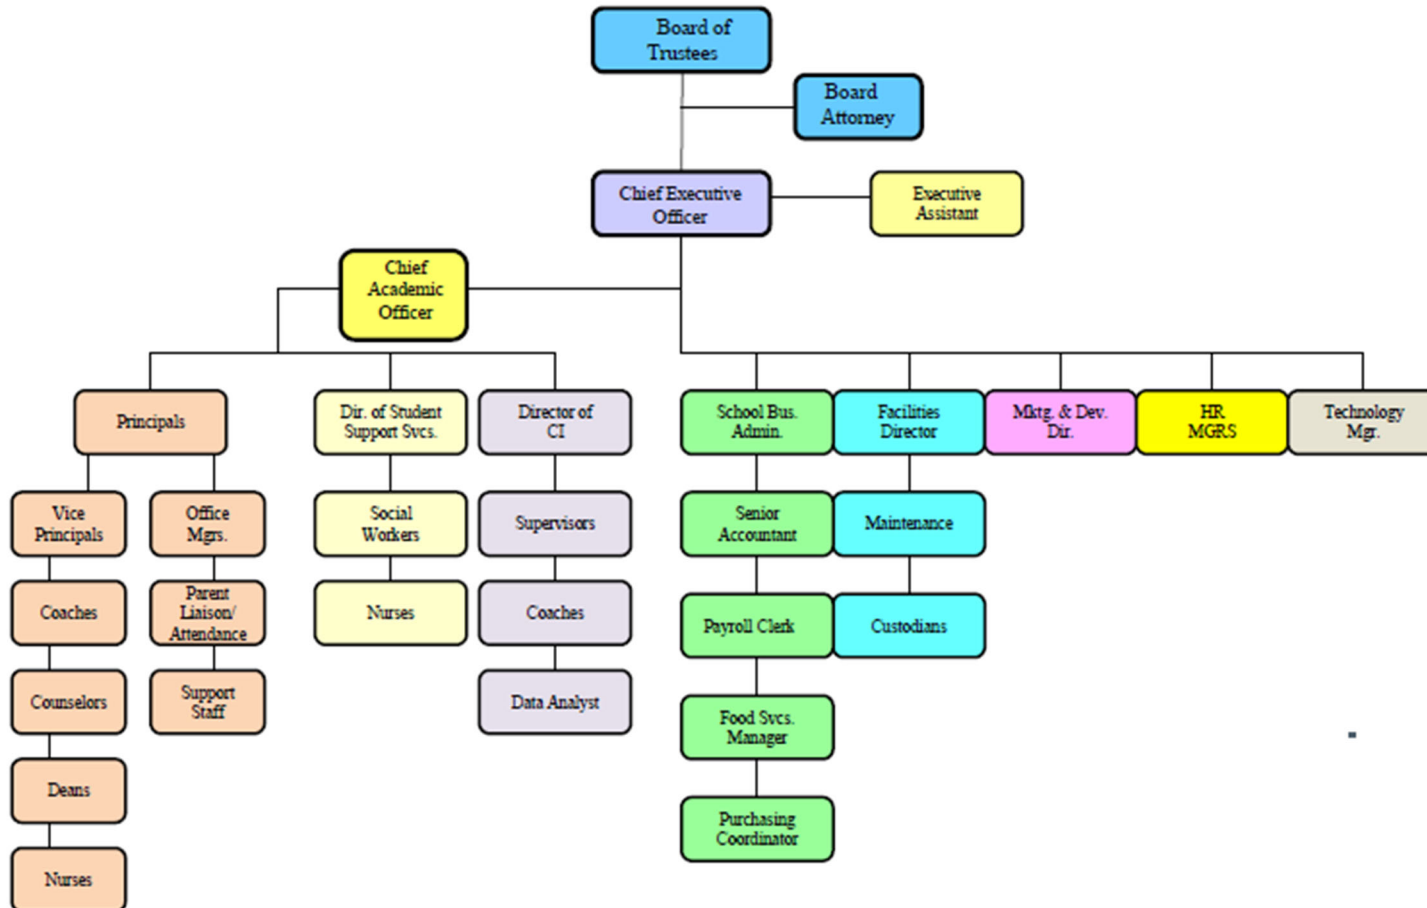 Board of
Trustees
Board
Attorney
Chief Executive
Officer
Executive
Assistant
Chief
Academic
Officer
Principals
Dir. of Student
Support Svcs.
Director of
CI
School Bus.
Admin.
Facilities
Director
Mktg. & Dev.
Dir.
HR
MGRS
Technology
Mgr.
Vice
Principals
Office
Mgrs.
Social
Workers
Supervisors
Senior
Accountant
Maintenance
Coaches
Parent
Liaison/
Attendance
Nurses
Coaches
Payroll Clerk
Custodians
Counselors
Support
Staff
Data Analyst
Food Svcs.
Manager
Deans
Purchasing
Coordinator
Nurses